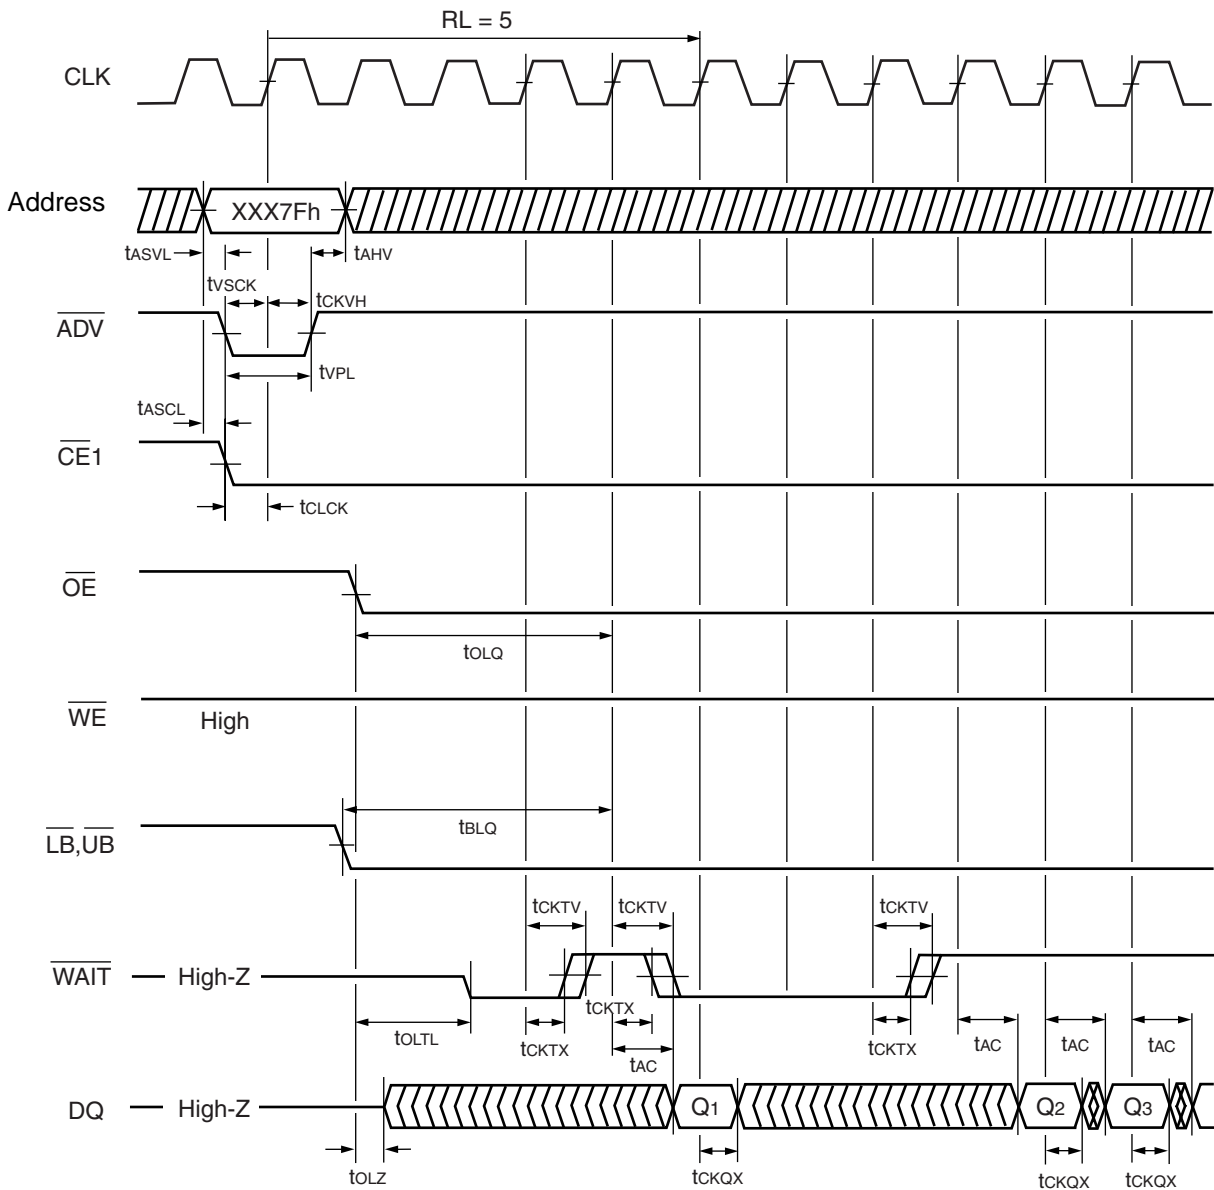 RL = 5
CLK
Address
XXX7Fh
tASVL
tAHV
tVSCK
tCKVH
ADV
tVPL
tASCL
CE1
tCLCK
OE
tOLQ
WE
High
tBLQ
LB,UB
tCKTV
tCKTV
tCKTV
WAIT
High-Z
tCKTX
tOLTL
tCKTX
tAC
tCKTX
tAC
tAC
tAC
DQ
High-Z
Q1
Q2
Q3
tOLZ
tCKQX
tCKQX
tCKQX